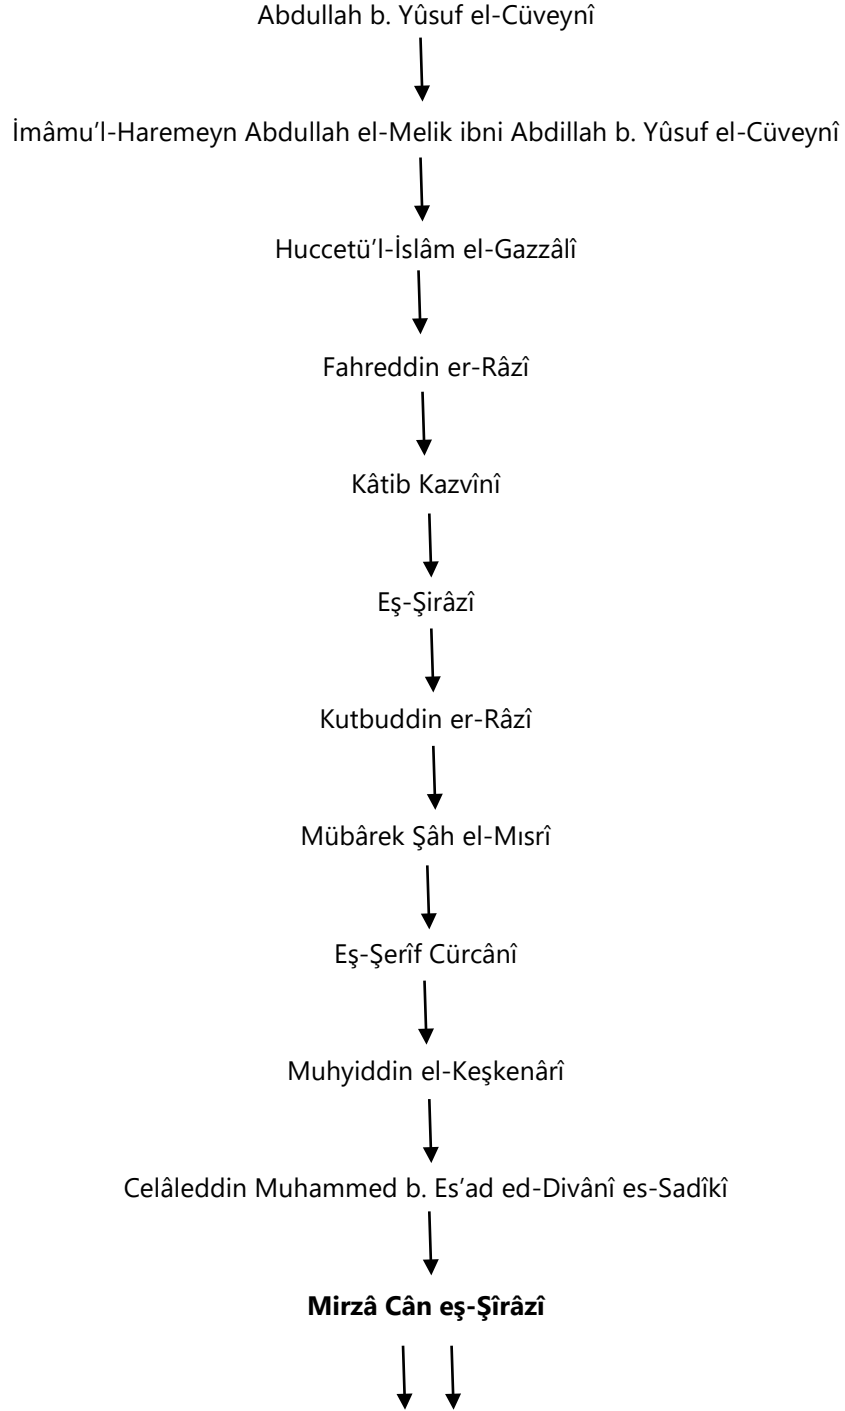 Abdullah b. Yûsuf el-Cüveynî
İmâmu’l-Haremeyn Abdullah el-Melik ibni Abdillah b. Yûsuf el-Cüveynî
Huccetü’l-İslâm el-Gazzâlî
Fahreddin er-Râzî
Kâtib Kazvînî
Eş-Şirâzî
Kutbuddin er-Râzî
Mübârek Şâh el-Mısrî
Eş-Şerîf Cürcânî
Muhyiddin el-Keşkenârî
Celâleddin Muhammed b. Es’ad ed-Divânî es-Sadîkî
Mirzâ Cân eş-Şîrâzî